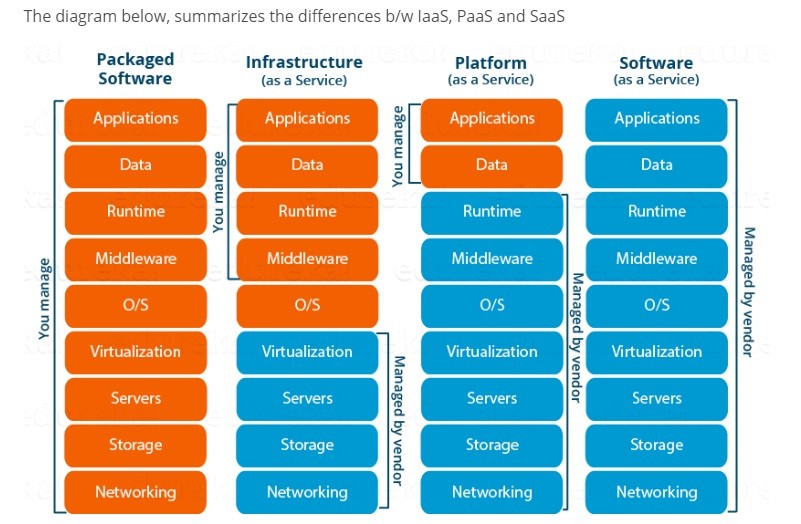 The diagram below, summarizes the differences b/w IaaS, PaaS and SaaS
Packaged
Software
You manage
Applications
Data
Runtime
Middleware
O/S
Virtualization
Servers
Storage
Networking
Infrastructure
(as a Service)
You manage
Applications
Data
Runtime
Middleware
O/S
Virtualization
Servers
Storage
Networking
Managed by vendor
Platform
(as a Service)
You manage
Applications
Data
Runtime
Middleware
O/S
Virtualization
Servers
Storage
Networking
Managed by vendor
Software
(as a Service)
Applications
Data
Runtime
Middleware
O/S
Virtualization
Servers
Storage
Networking
Managed by vendor